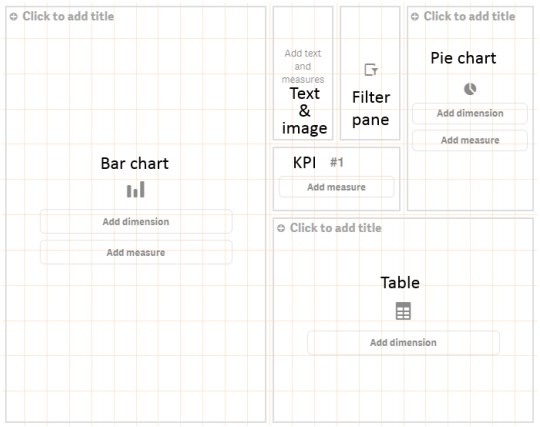 Click to add title
Bar chart
Add dimension
Add measure
Add text
and
measures
Text
&
image
Filter
pane
Click to add title
Pie chart
Add dimension
Add measure
KPI #1
Add measure
Click to add title
Table
Add dimension